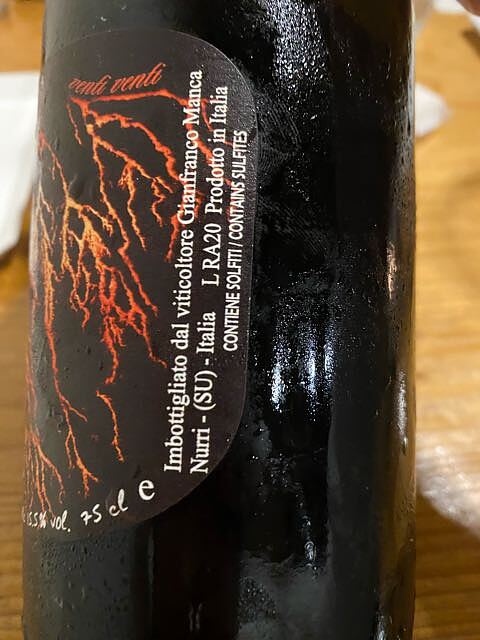 venti venti
Imbottigliato dal viticoltore Gianfranco Manca
Nurri - (SU) - Italia L RA20 Prodotto in Italia
CONTIENE SOLFITI / CONTAINS SULFITES
vol. 75 cl e